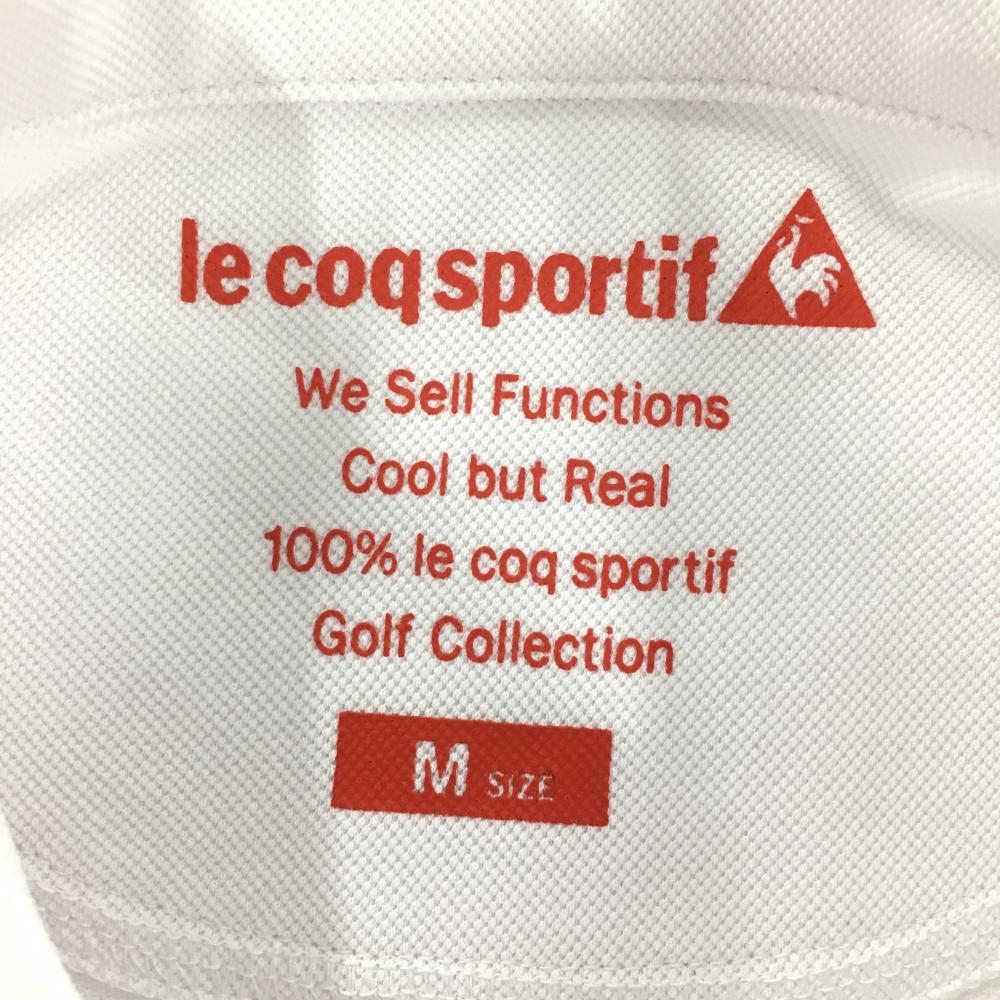 le coq sportif
We Sell Functions
Cool but Real
100% le coq sportif
Golf Collection
M SIZE